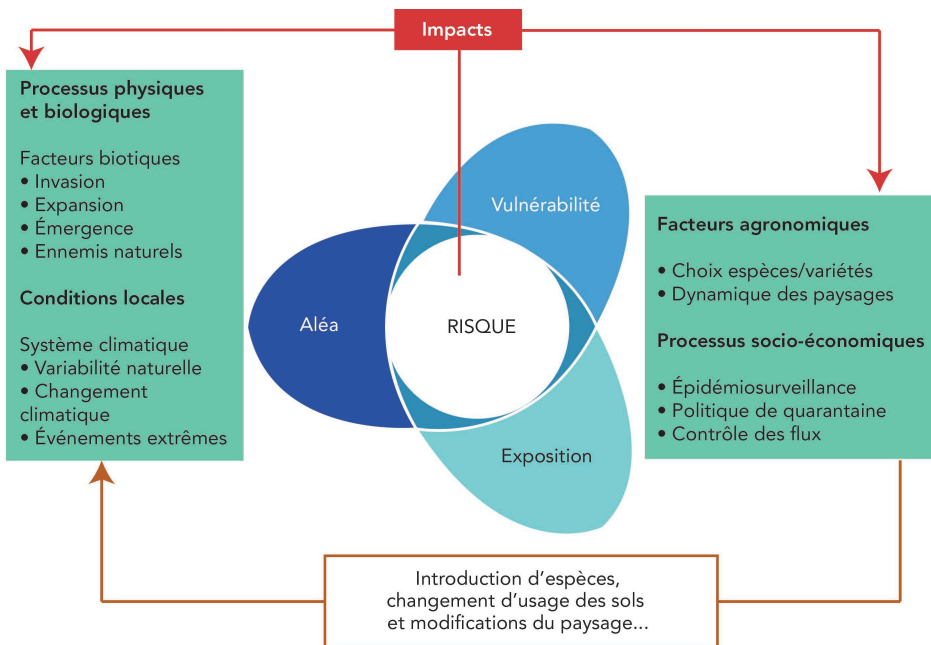 Impacts
Processus physiques
et biologiques
Facteurs biotiques
• Invasion
• Expansion
• Émergence
• Ennemis naturels
Conditions locales
Système climatique
• Variabilité naturelle
• Changement
climatique
• Événements extrêmes
Aléa
Vulnérabilité
RISQUE
Exposition
Facteurs agronomiques
• Choix espèces/variétés
• Dynamique des paysages
Processus socio-économiques
• Épidémiosurveillance
• Politique de quarantaine
• Contrôle des flux
Introduction d’espèces,
changement d’usage des sols
et modifications du paysage...